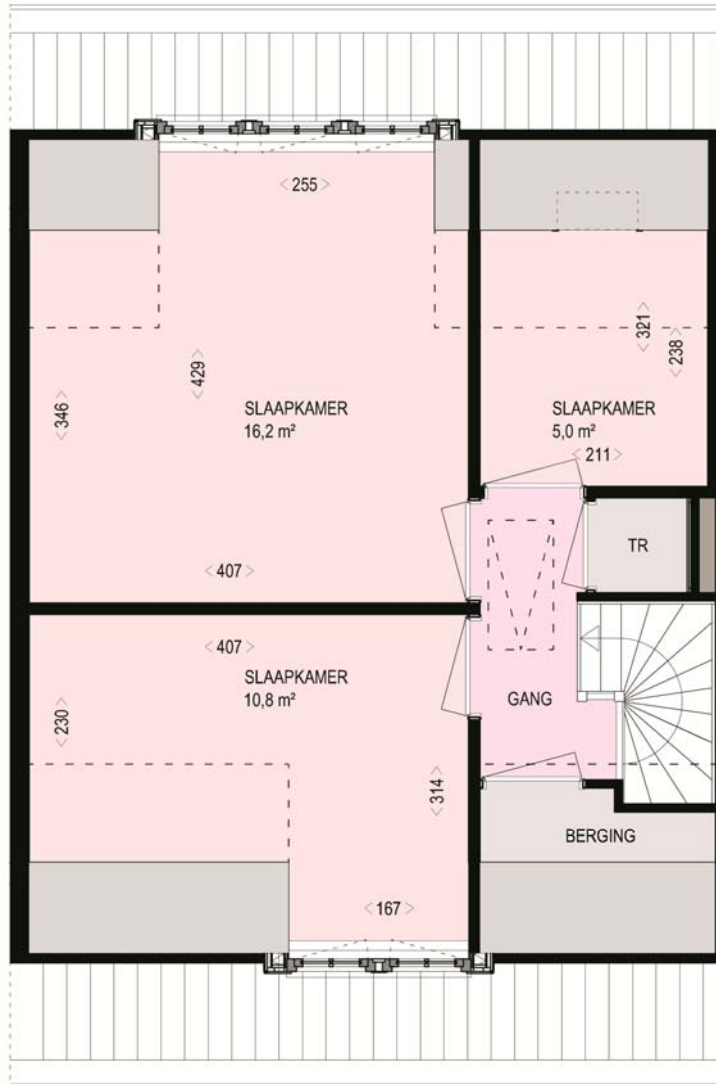 < 255 >
< 321 >
< 238 >
< 429 >
< 346 >
SLAAPKAMER
16,2 m²
SLAAPKAMER
5,0 m²
< 211 >
TR
< 407 >
< 407 >
SLAAPKAMER
10,8 m²
< 230 >
GANG
< 314 >
BERGING
< 167 >